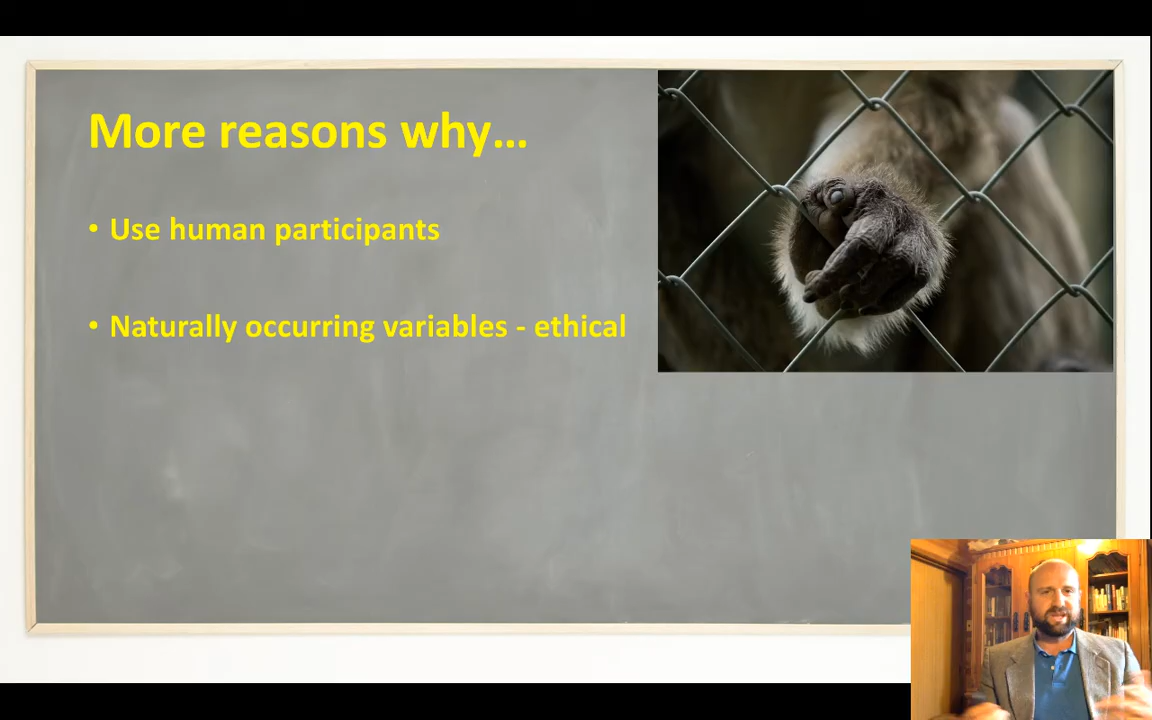 More reasons why...
• Use human participants
• Naturally occurring variables - ethical